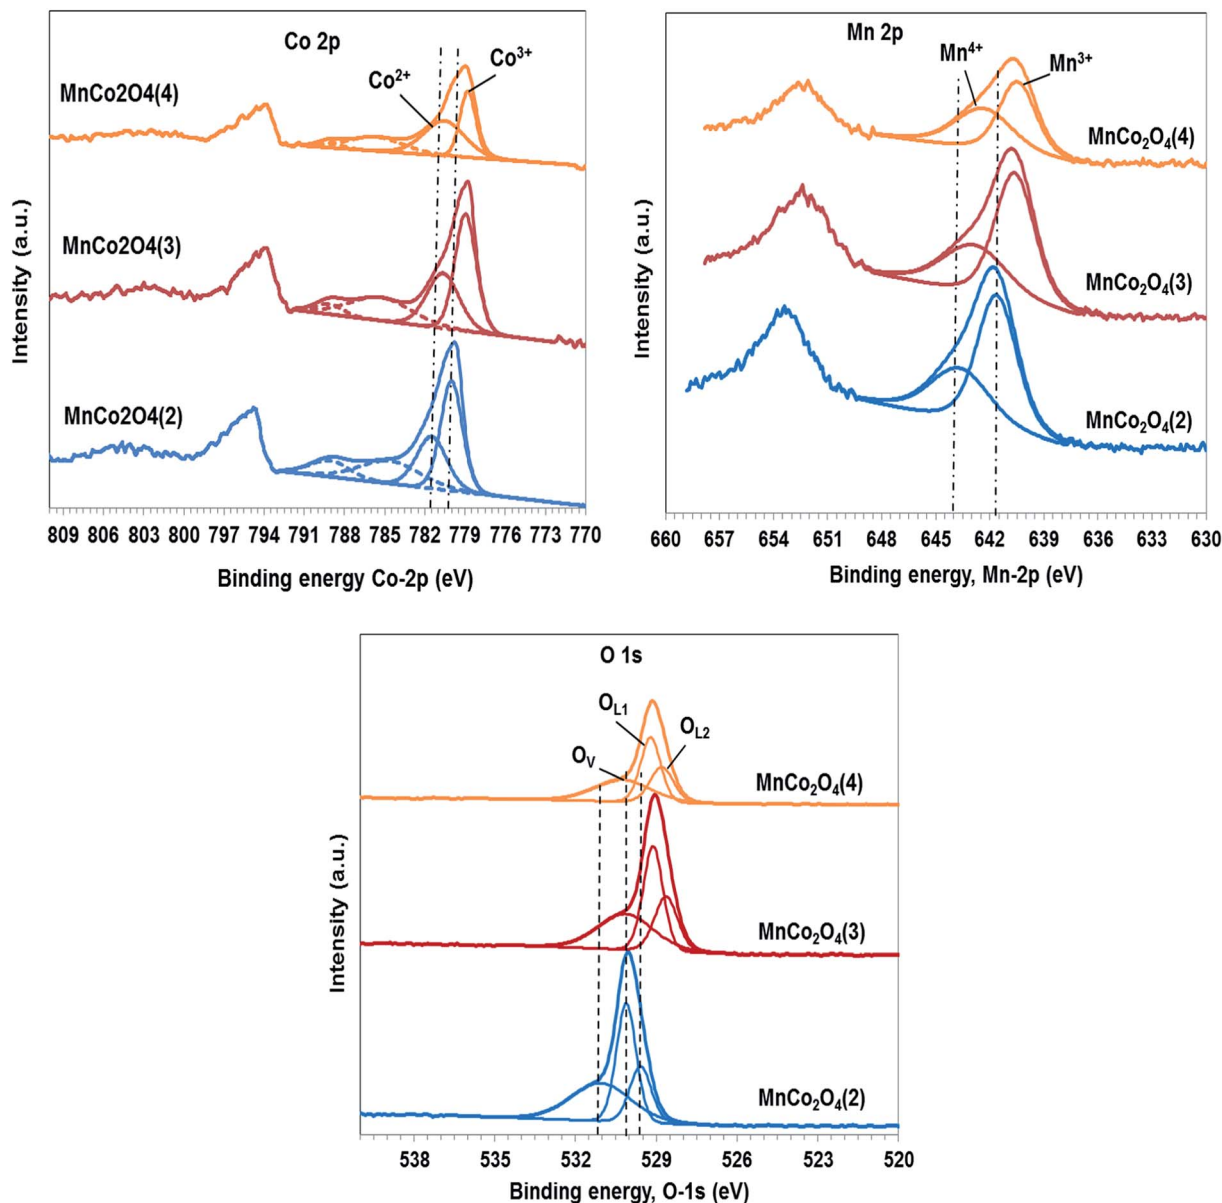 Co 2p
Co³⁺
Co²⁺
MnCo2O4(4)
MnCo2O4(3)
MnCo2O4(2)
Intensity (a.u.)
809 806 803 800 797 794 791 788 785 782 779 776 773 770
Binding energy Co-2p (eV)
Mn 2p
Mn⁴⁺
Mn³⁺
MnCo₂O₄(4)
MnCo₂O₄(3)
MnCo₂O₄(2)
Intensity (a.u.)
660 657 654 651 648 645 642 639 636 633 630
Binding energy, Mn-2p (eV)
O 1s
O_L1
O_L2
O_V
MnCo₂O₄(4)
MnCo₂O₄(3)
MnCo₂O₄(2)
Intensity (a.u.)
538 535 532 529 526 523 520
Binding energy, O-1s (eV)